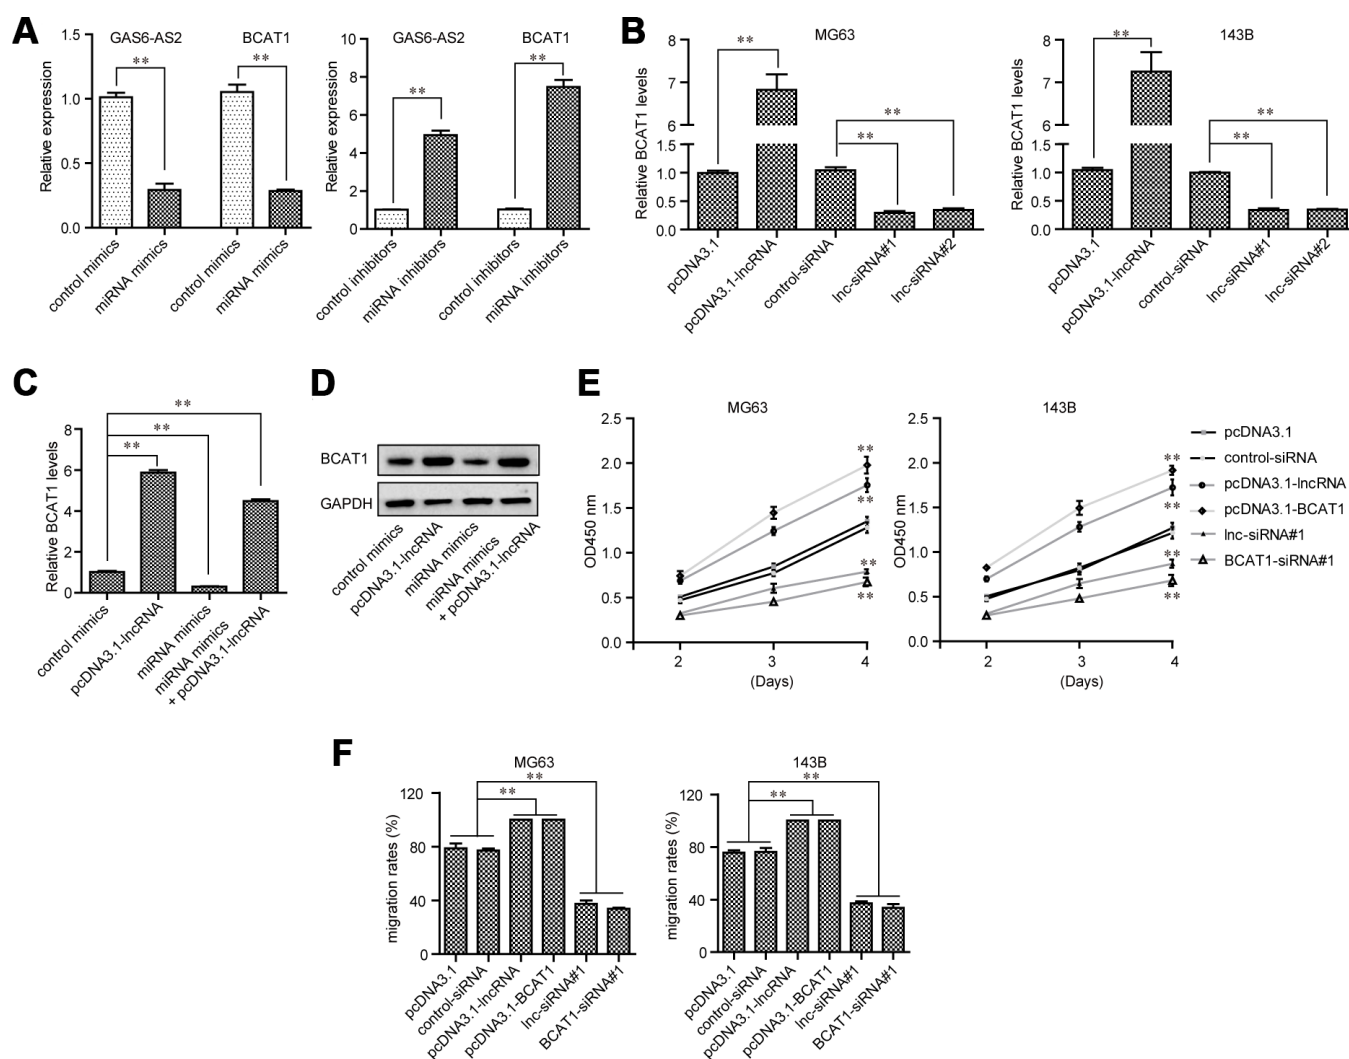 A
GAS6-AS2
BCAT1
**
**
Relative expression
1.5
1.0
0.5
0.0
control mimics
miRNA mimics
control mimics
miRNA mimics
GAS6-AS2
BCAT1
**
**
Relative expression
10
8
6
4
2
0
control inhibitors
miRNA inhibitors
control inhibitors
miRNA inhibitors
B
MG63
**
**
**
Relative BCAT1 levels
8
7
6
1.5
1.0
0.5
0.0
pcDNA3.1
pcDNA3.1-lncRNA
control-siRNA
lnc-siRNA#1
lnc-siRNA#2
143B
**
**
**
Relative BCAT1 levels
8
7
6
1.5
1.0
0.5
0.0
pcDNA3.1
pcDNA3.1-lncRNA
control-siRNA
lnc-siRNA#1
lnc-siRNA#2
C
**
**
**
Relative BCAT1 levels
8
6
4
2
0
control mimics
pcDNA3.1-lncRNA
miRNA mimics
miRNA mimics
+ pcDNA3.1-lncRNA
D
BCAT1
GAPDH
control mimics
pcDNA3.1-lncRNA
miRNA mimics
miRNA mimics
+ pcDNA3.1-lncRNA
E
MG63
OD450 nm
2.5
2.0
1.5
1.0
0.5
0.0
**
**
**
**
2
3
4
(Days)
143B
OD450 nm
2.5
2.0
1.5
1.0
0.5
0.0
**
**
**
**
2
3
4
(Days)
pcDNA3.1
control-siRNA
pcDNA3.1-lncRNA
pcDNA3.1-BCAT1
lnc-siRNA#1
BCAT1-siRNA#1
F
MG63
**
**
migration rates (%)
120
80
40
0
pcDNA3.1
control-siRNA
pcDNA3.1-lncRNA
pcDNA3.1-BCAT1
lnc-siRNA#1
BCAT1-siRNA#1
143B
**
**
migration rates (%)
120
80
40
0
pcDNA3.1
control-siRNA
pcDNA3.1-lncRNA
pcDNA3.1-BCAT1
lnc-siRNA#1
BCAT1-siRNA#1